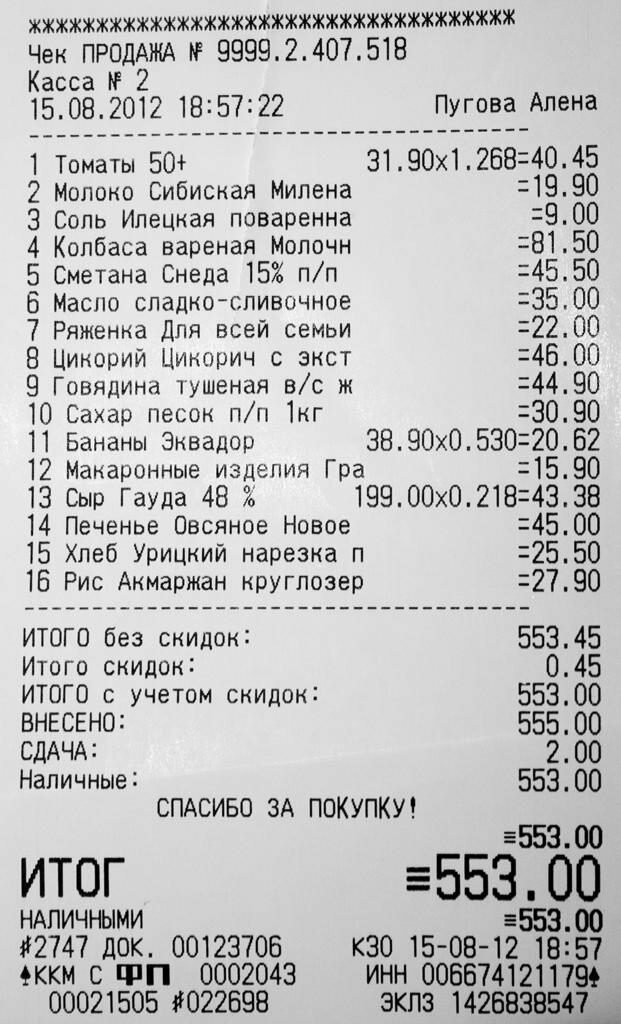 жжжжжжжжжжжжжжжжжжжжжжжжжжжжжжжжжжжж
Чек ПРОДАЖА № 9999.2.407.518
Касса № 2
15.08.2012 18:57:22 Пугова Алена
1 Томаты 50+ 31.90x1.268=40.45
2 Молоко Сибиская Милена =19.90
3 Соль Илецкая поваренна =9.00
4 Колбаса вареная Молочн =81.50
5 Сметана Снеда 15% п/п =45.50
6 Масло сладко-сливочное =35.00
7 Ряженка Для всей семьи =22.00
8 Цикорий Цикорич с экст =46.00
9 Говядина тушеная в/с ж =44.90
10 Сахар песок п/п 1кг =30.90
11 Бананы Эквадор 38.90x0.530=20.62
12 Макаронные изделия Гра =15.90
13 Сыр Гауда 48 % 199.00x0.218=43.38
14 Печенье Овсяное Новое =45.00
15 Хлеб Урицкий нарезка п =25.50
16 Рис Акмаржан круглозер =27.90
ИТОГО без скидок: 553.45
Итого скидок: 0.45
ИТОГО с учетом скидок: 553.00
ВНЕСЕНО: 555.00
СДАЧА: 2.00
Наличные: 553.00
СПАСИБО ЗА ПОКУПКУ!
≡553.00
ИТОГ ≡553.00
НАЛИЧНЫМИ ≡553.00
#2747 ДОК. 00123706 К30 15-08-12 18:57
♠ККМ С ФП 0002043 ИНН 006674121179♠
00021505 #022698 ЭКЛЗ 1426838547